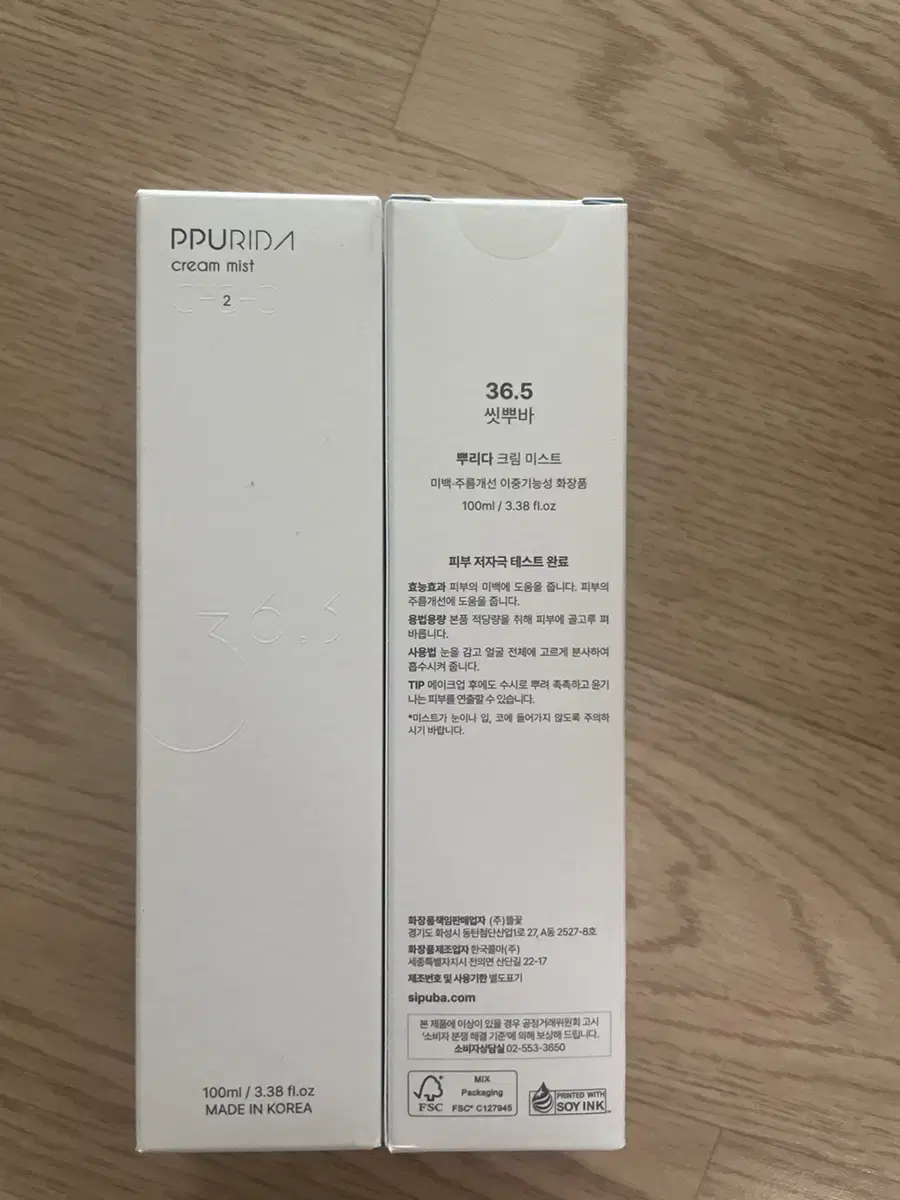 PPURIDA
cream mist
2
36.5
100ml / 3.38 fl.oz
MADE IN KOREA
36.5
씻뿌바
뿌리다 크림 미스트
미백·주름개선 이중기능성 화장품
100ml / 3.38 fl.oz
피부 저자극 테스트 완료
효능효과 피부의 미백에 도움을 줍니다. 피부의
주름개선에 도움을 줍니다.
용법용량 본품 적당량을 취해 피부에 골고루 펴
바릅니다.
사용법 눈을 감고 얼굴 전체에 고르게 분사하여
흡수시켜 줍니다.
TIP 메이크업 후에도 수시로 뿌려 촉촉하고 윤기
나는 피부를 연출할 수 있습니다.
*미스트가 눈이나 입, 코에 들어가지 않도록 주의하
시기 바랍니다.
화장품책임판매업자 (주)뜰꽃
경기도 화성시 동탄첨단산업1로 27, A동 2527-8호
화장품제조업자 한국콜마(주)
세종특별자치시 전의면 산단길 22-17
제조번호 및 사용기한 별도표기
sipuba.com
본 제품에 이상이 있을 경우 공정거래위원회 고시
'소비자 분쟁 해결 기준'에 의해 보상해 드립니다.
소비자상담실 02-553-3650
FSC
MIX
Packaging
FSC® C127945
PRINTED WITH
SOY INK™